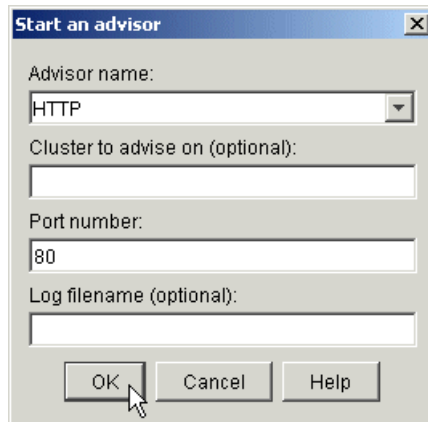 Start an advisor
Advisor name:
HTTP
Cluster to advise on (optional):
Port number:
80
Log filename (optional):
OK Cancel Help